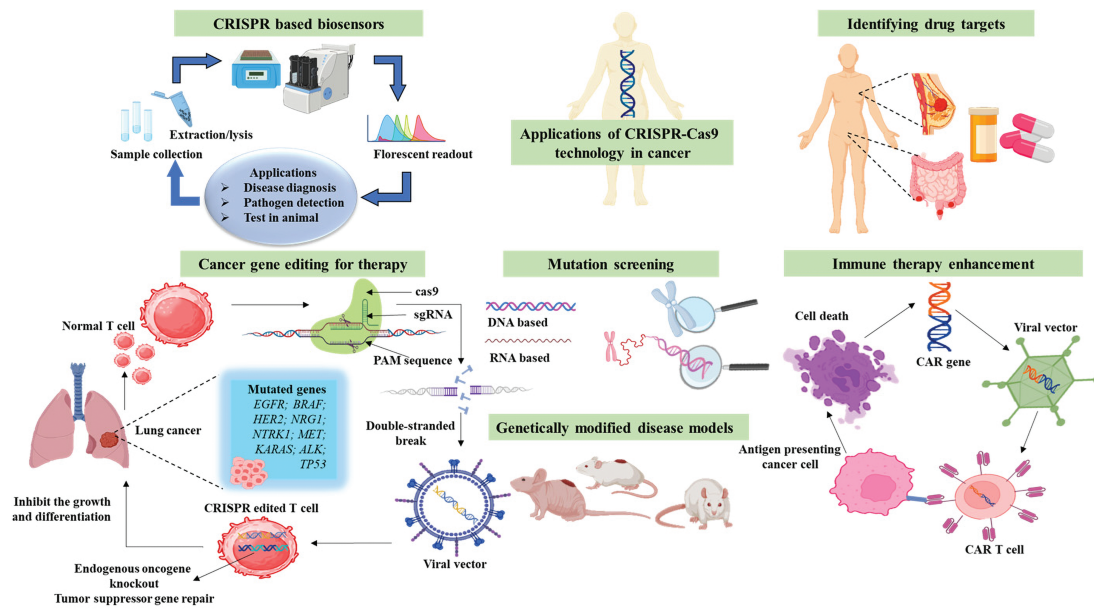 CRISPR based biosensors
Extraction/lysis
Sample collection
Florescent readout
Applications
➢ Disease diagnosis
➢ Pathogen detection
➢ Test in animal
Applications of CRISPR-Cas9
technology in cancer
Identifying drug targets
Cancer gene editing for therapy
Normal T cell
cas9
sgRNA
PAM sequence
Lung cancer
Mutated genes
EGFR; BRAF;
HER2; NRG1;
NTRK1; MET;
KARAS; ALK;
TP53
Double-stranded
break
Inhibit the growth
and differentiation
CRISPR edited T cell
Endogenous oncogene
knockout
Tumor suppressor gene repair
Viral vector
Mutation screening
DNA based
RNA based
Genetically modified disease models
Immune therapy enhancement
Cell death
CAR gene
Viral vector
Antigen presenting
cancer cell
CAR T cell